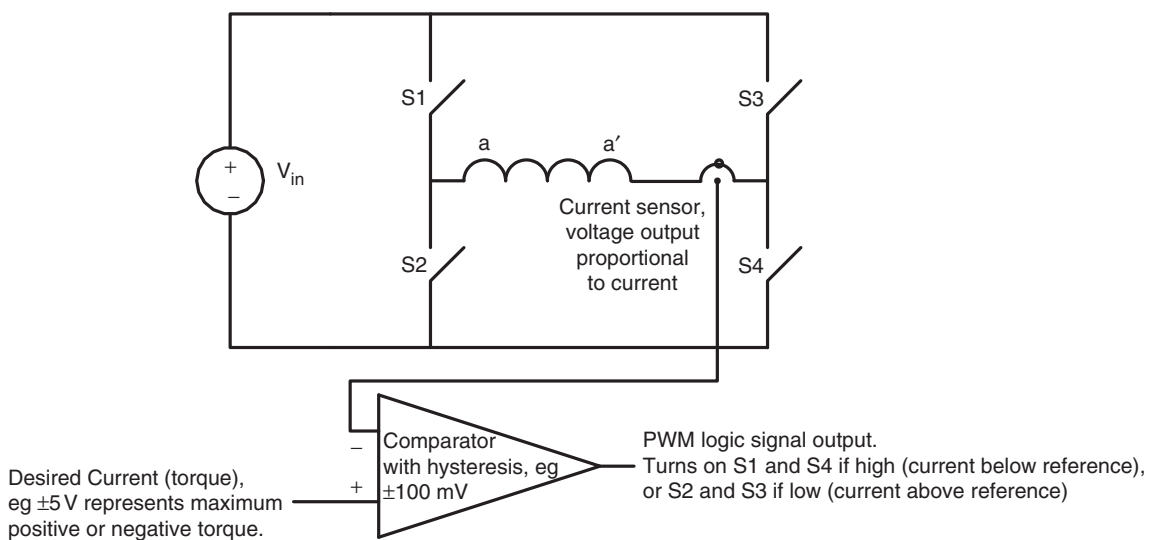 S1
S3
a
a′
+
−
V_in
Current sensor,
voltage output
proportional
to current
S2
S4
−
Comparator
with hysteresis, eg
±100 mV
+
PWM logic signal output.
Turns on S1 and S4 if high (current below reference),
or S2 and S3 if low (current above reference)
Desired Current (torque),
eg ±5 V represents maximum
positive or negative torque.